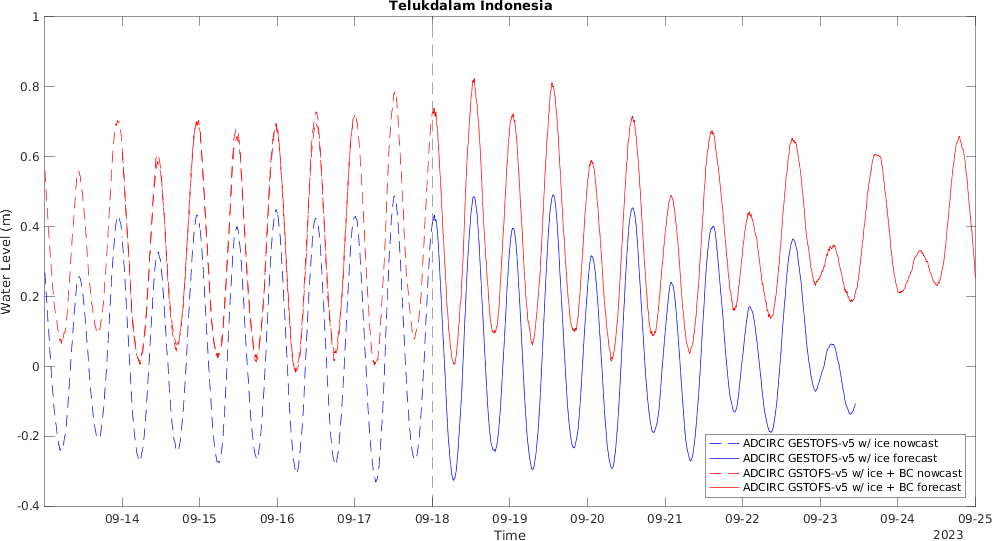 Telukdalam Indonesia
1
0.8
0.6
0.4
0.2
0
-0.2
-0.4
Water Level (m)
09-14 09-15 09-16 09-17 09-18 09-19 09-20 09-21 09-22 09-23 09-24 09-25
Time
2023
ADCIRC GESTOFS-v5 w/ ice nowcast
ADCIRC GESTOFS-v5 w/ ice forecast
ADCIRC GSTOFS-v5 w/ ice + BC nowcast
ADCIRC GSTOFS-v5 w/ ice + BC forecast